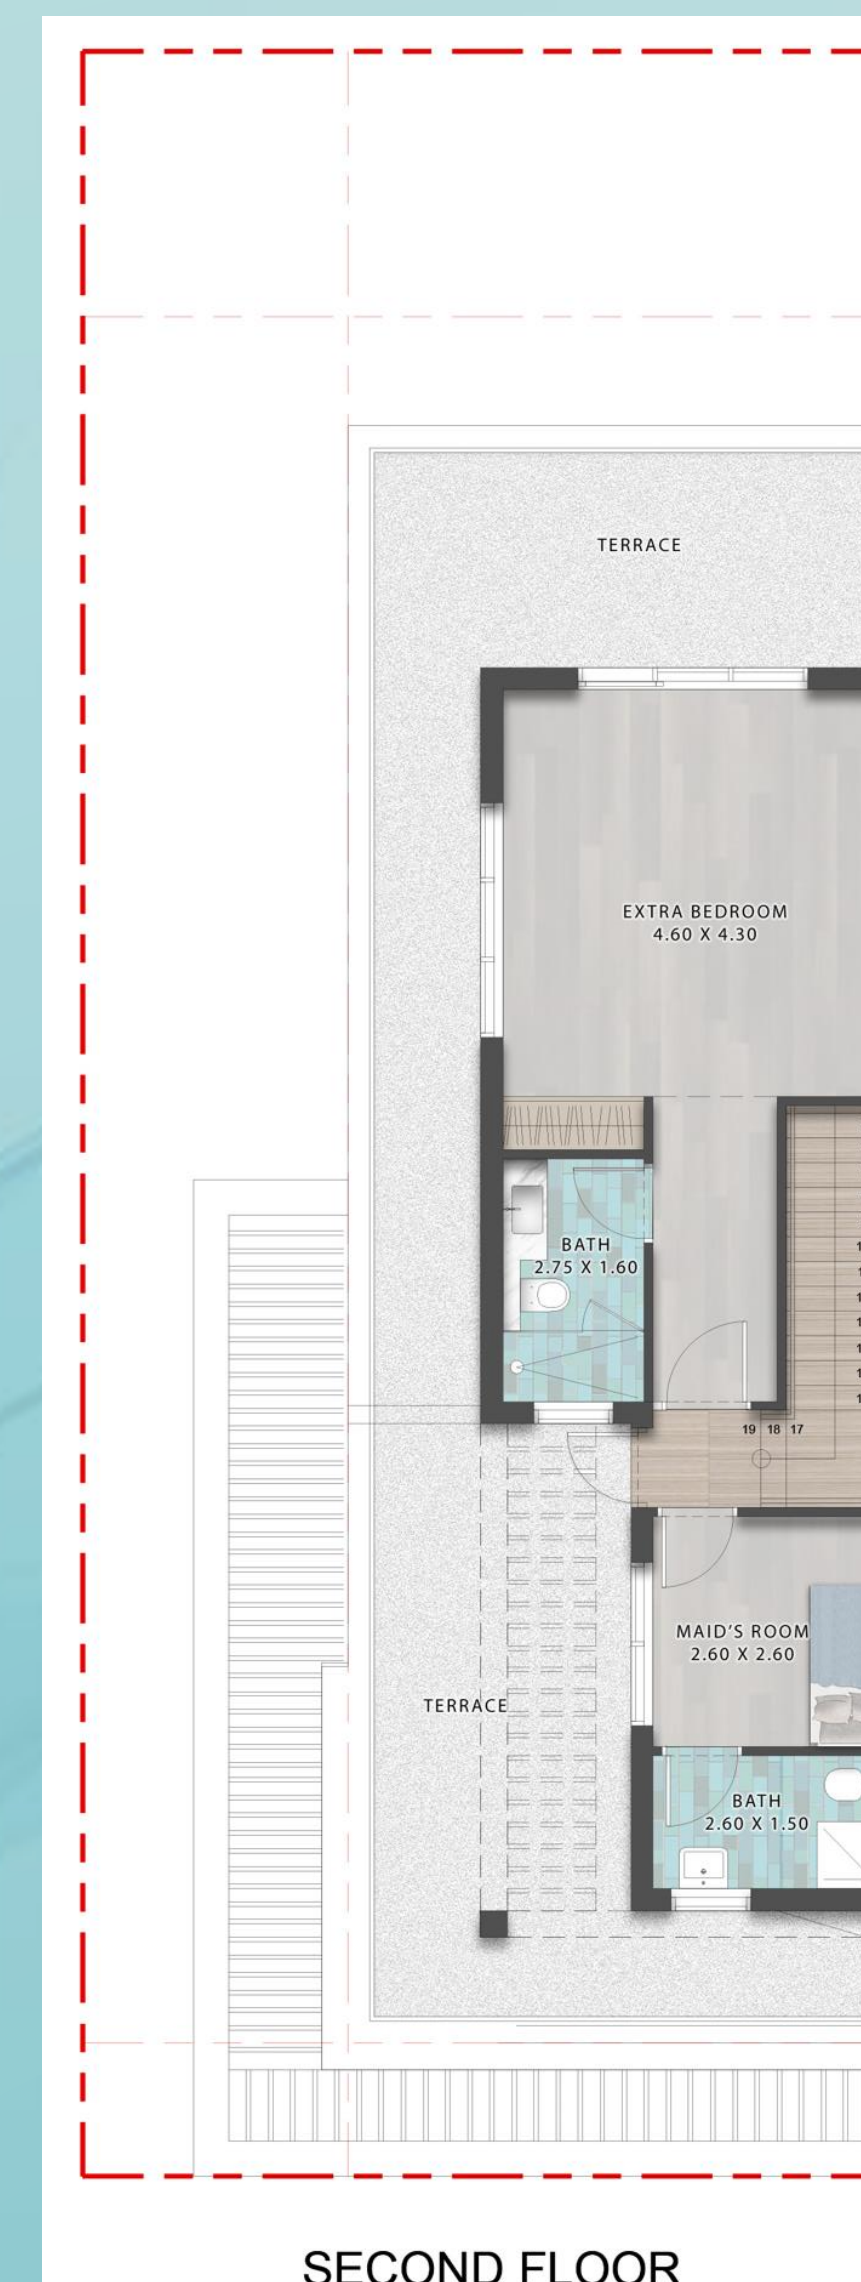 TERRACE
EXTRA BEDROOM
4.60 X 4.30
BATH
2.75 X 1.60
19 18 17
MAID'S ROOM
2.60 X 2.60
TERRACE
BATH
2.60 X 1.50
SECOND FLOOR